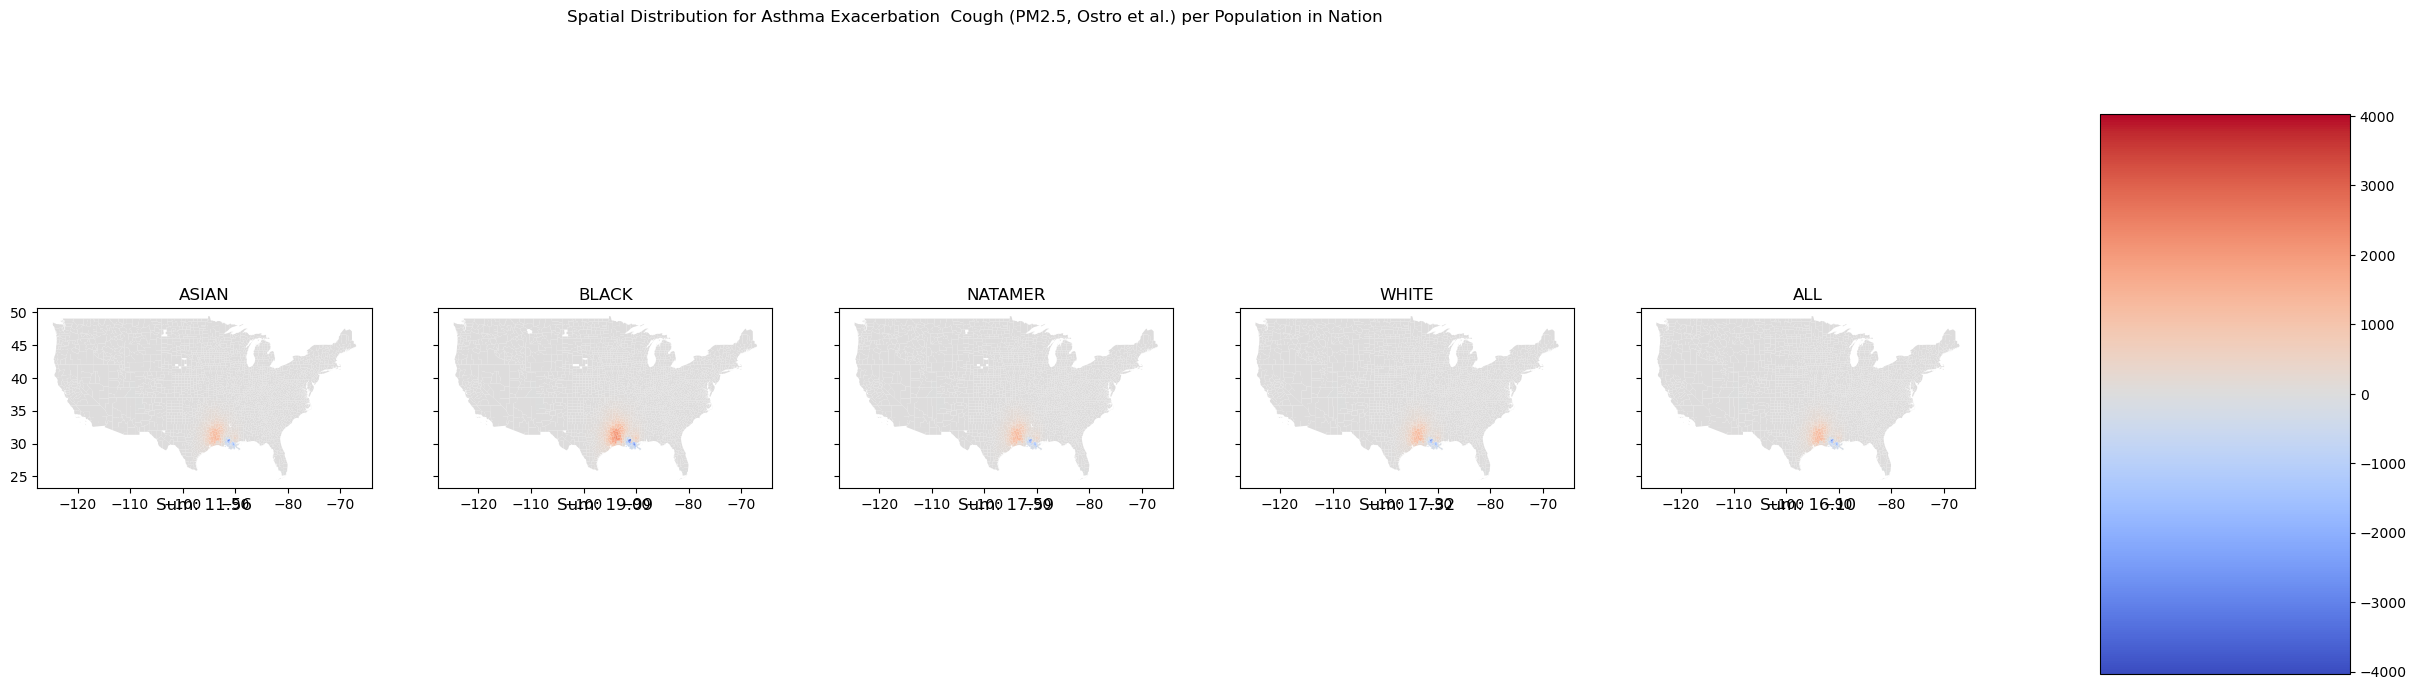 Spatial Distribution for Asthma Exacerbation  Cough (PM2.5, Ostro et al.) per Population in Nation
ASIAN
50
45
40
35
30
25
−120 −110 −100 −90 −80 −70
Sum: 11.56
BLACK
−120 −110 −100 −90 −80 −70
Sum: 19.09
NATAMER
−120 −110 −100 −90 −80 −70
Sum: 17.59
WHITE
−120 −110 −100 −90 −80 −70
Sum: 17.32
ALL
−120 −110 −100 −90 −80 −70
Sum: 16.10
4000
3000
2000
1000
0
−1000
−2000
−3000
−4000